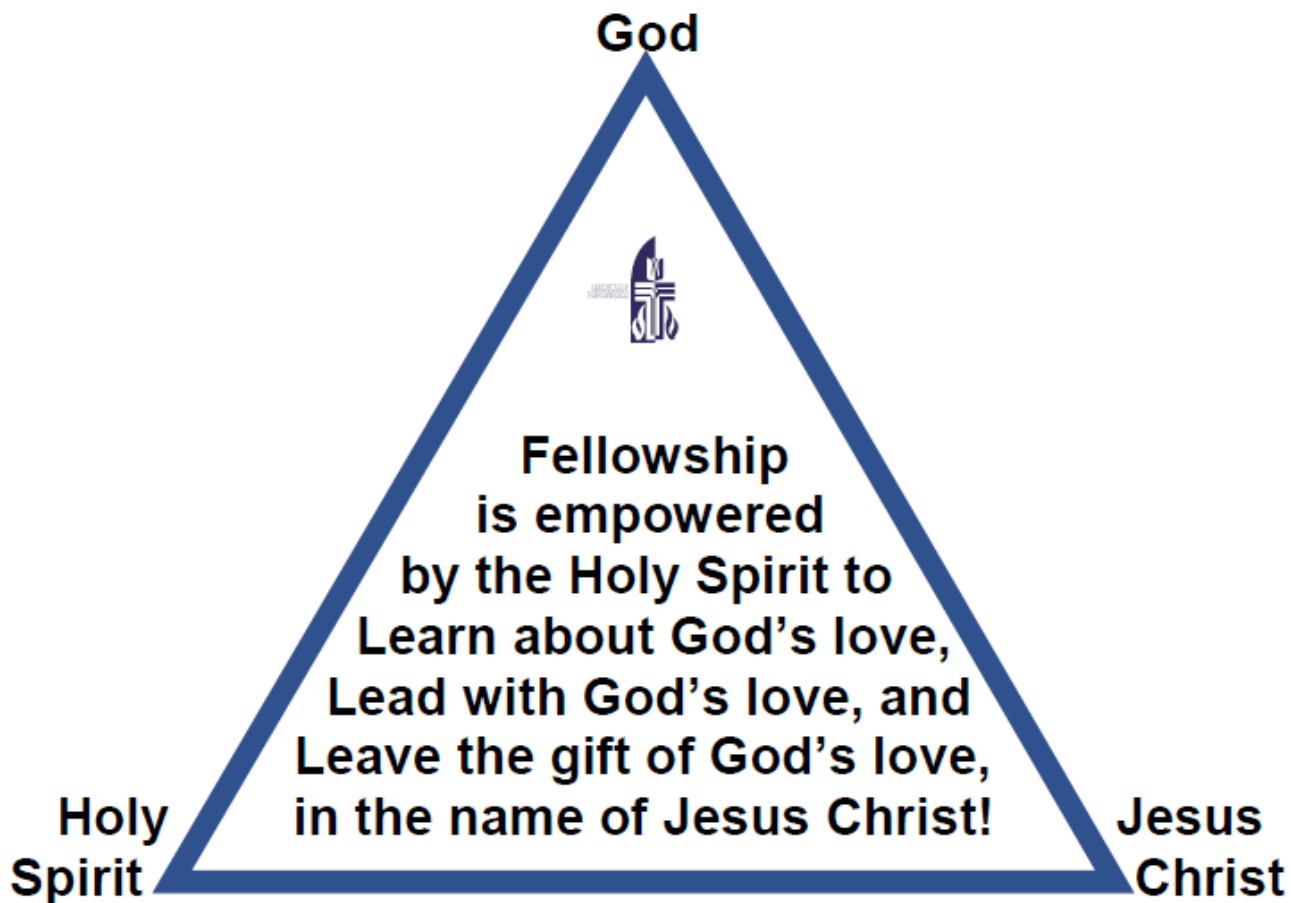 God
Fellowship
is empowered
by the Holy Spirit to
Learn about God’s love,
Lead with God’s love, and
Leave the gift of God’s love,
in the name of Jesus Christ!
Holy
Spirit
Jesus
Christ